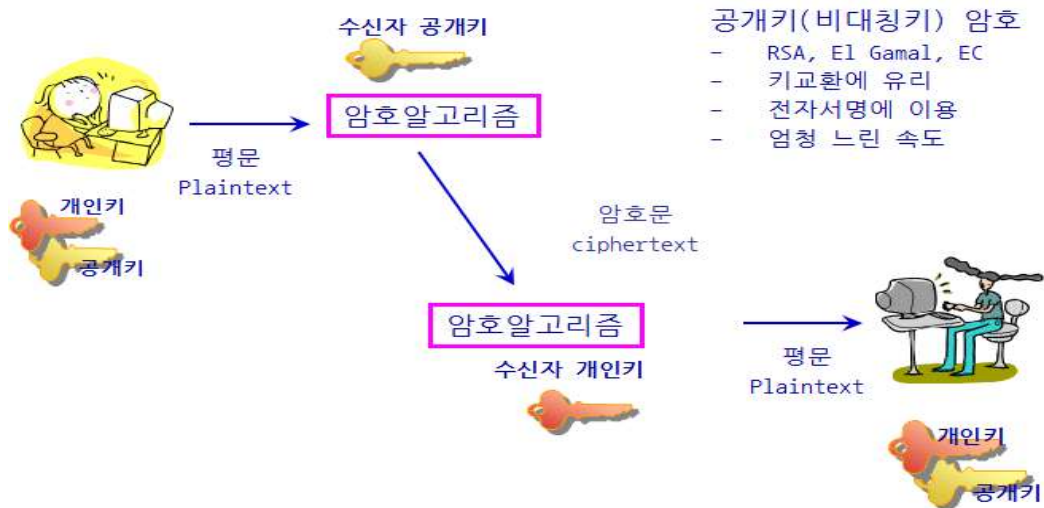 수신자 공개키
암호알고리즘
공개키(비대칭키) 암호
- RSA, El Gamal, EC
- 키교환에 유리
- 전자서명에 이용
- 엄청 느린 속도
평문
Plaintext
개인키
공개키
암호문
ciphertext
암호알고리즘
수신자 개인키
평문
Plaintext
개인키
공개키